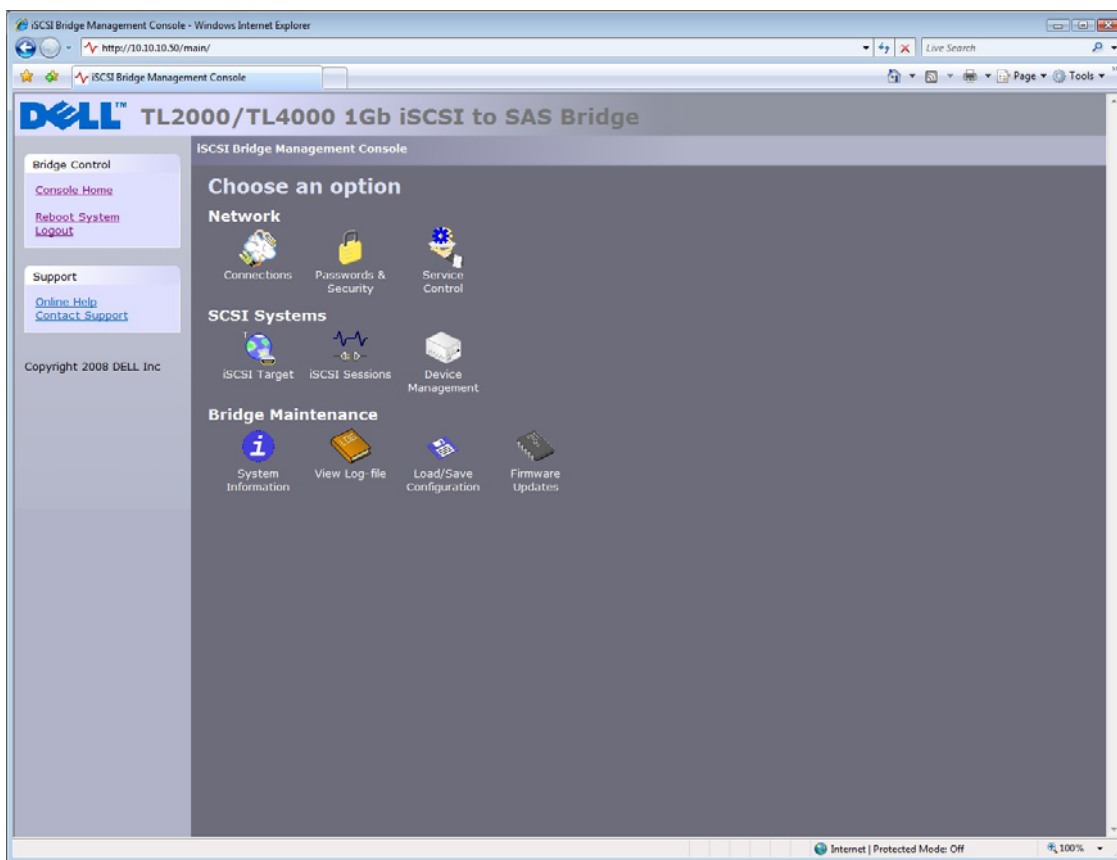 iSCSI Bridge Management Console - Windows Internet Explorer
http://10.10.10.50/main/
Live Search
iSCSI Bridge Management Console
Page
Tools
DELL™ TL2000/TL4000 1Gb iSCSI to SAS Bridge
iSCSI Bridge Management Console
Bridge Control
Console Home
Reboot System
Logout
Support
Online Help
Contact Support
Copyright 2008 DELL Inc
Choose an option
Network
Connections
Passwords &
Security
Service
Control
SCSI Systems
iSCSI Target
iSCSI Sessions
Device
Management
Bridge Maintenance
System
Information
View Log-file
Load/Save
Configuration
Firmware
Updates
Internet | Protected Mode: Off
100%